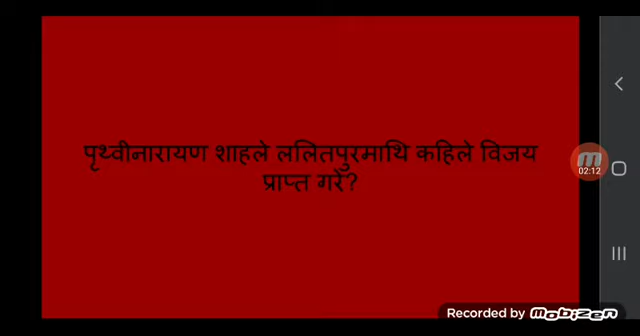 पृथ्वीनारायण शाहले ललितपुरमाथि कहिले विजय
प्राप्त गरे?
02:12
Recorded by Mobizen